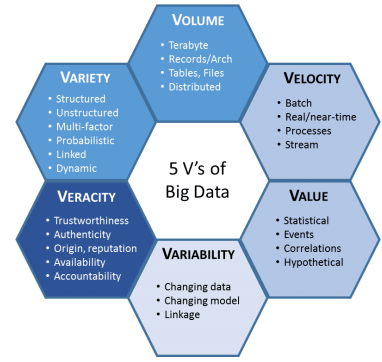 VOLUME
• Terabyte
• Records/Arch
• Tables, Files
• Distributed
VARIETY
• Structured
• Unstructured
• Multi-factor
• Probabilistic
• Linked
• Dynamic
VELOCITY
• Batch
• Real/near-time
• Processes
• Stream
5 V's of
Big Data
VERACITY
• Trustworthiness
• Authenticity
• Origin, reputation
• Availability
• Accountability
VALUE
• Statistical
• Events
• Correlations
• Hypothetical
VARIABILITY
• Changing data
• Changing model
• Linkage